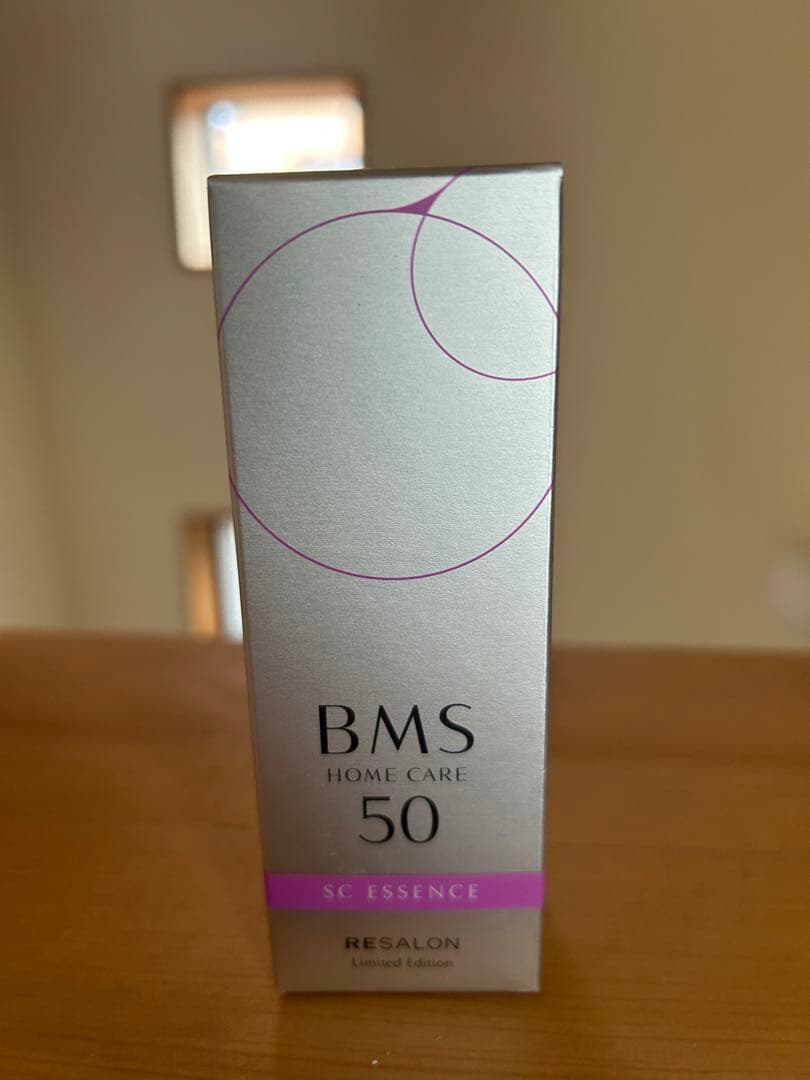 BMS
HOME CARE
50
SC ESSENCE
RESALON
Limited Edition